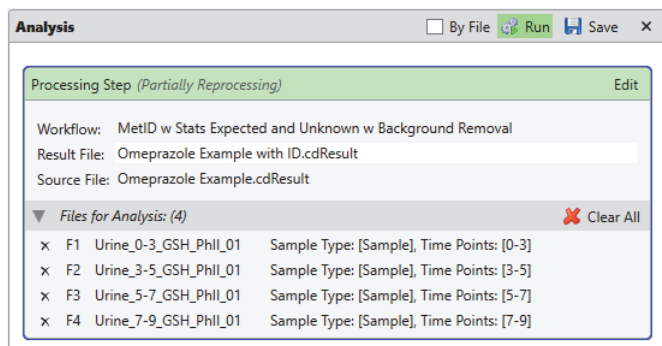 Analysis By File Run Save ×
Processing Step (Partially Reprocessing) Edit
Workflow: MetID w Stats Expected and Unknown w Background Removal
Result File: Omeprazole Example with ID.cdResult
Source File: Omeprazole Example.cdResult
Files for Analysis: (4) Clear All
× F1 Urine_0-3_GSH_PhII_01 Sample Type: [Sample], Time Points: [0-3]
× F2 Urine_3-5_GSH_PhII_01 Sample Type: [Sample], Time Points: [3-5]
× F3 Urine_5-7_GSH_PhII_01 Sample Type: [Sample], Time Points: [5-7]
× F4 Urine_7-9_GSH_PhII_01 Sample Type: [Sample], Time Points: [7-9]